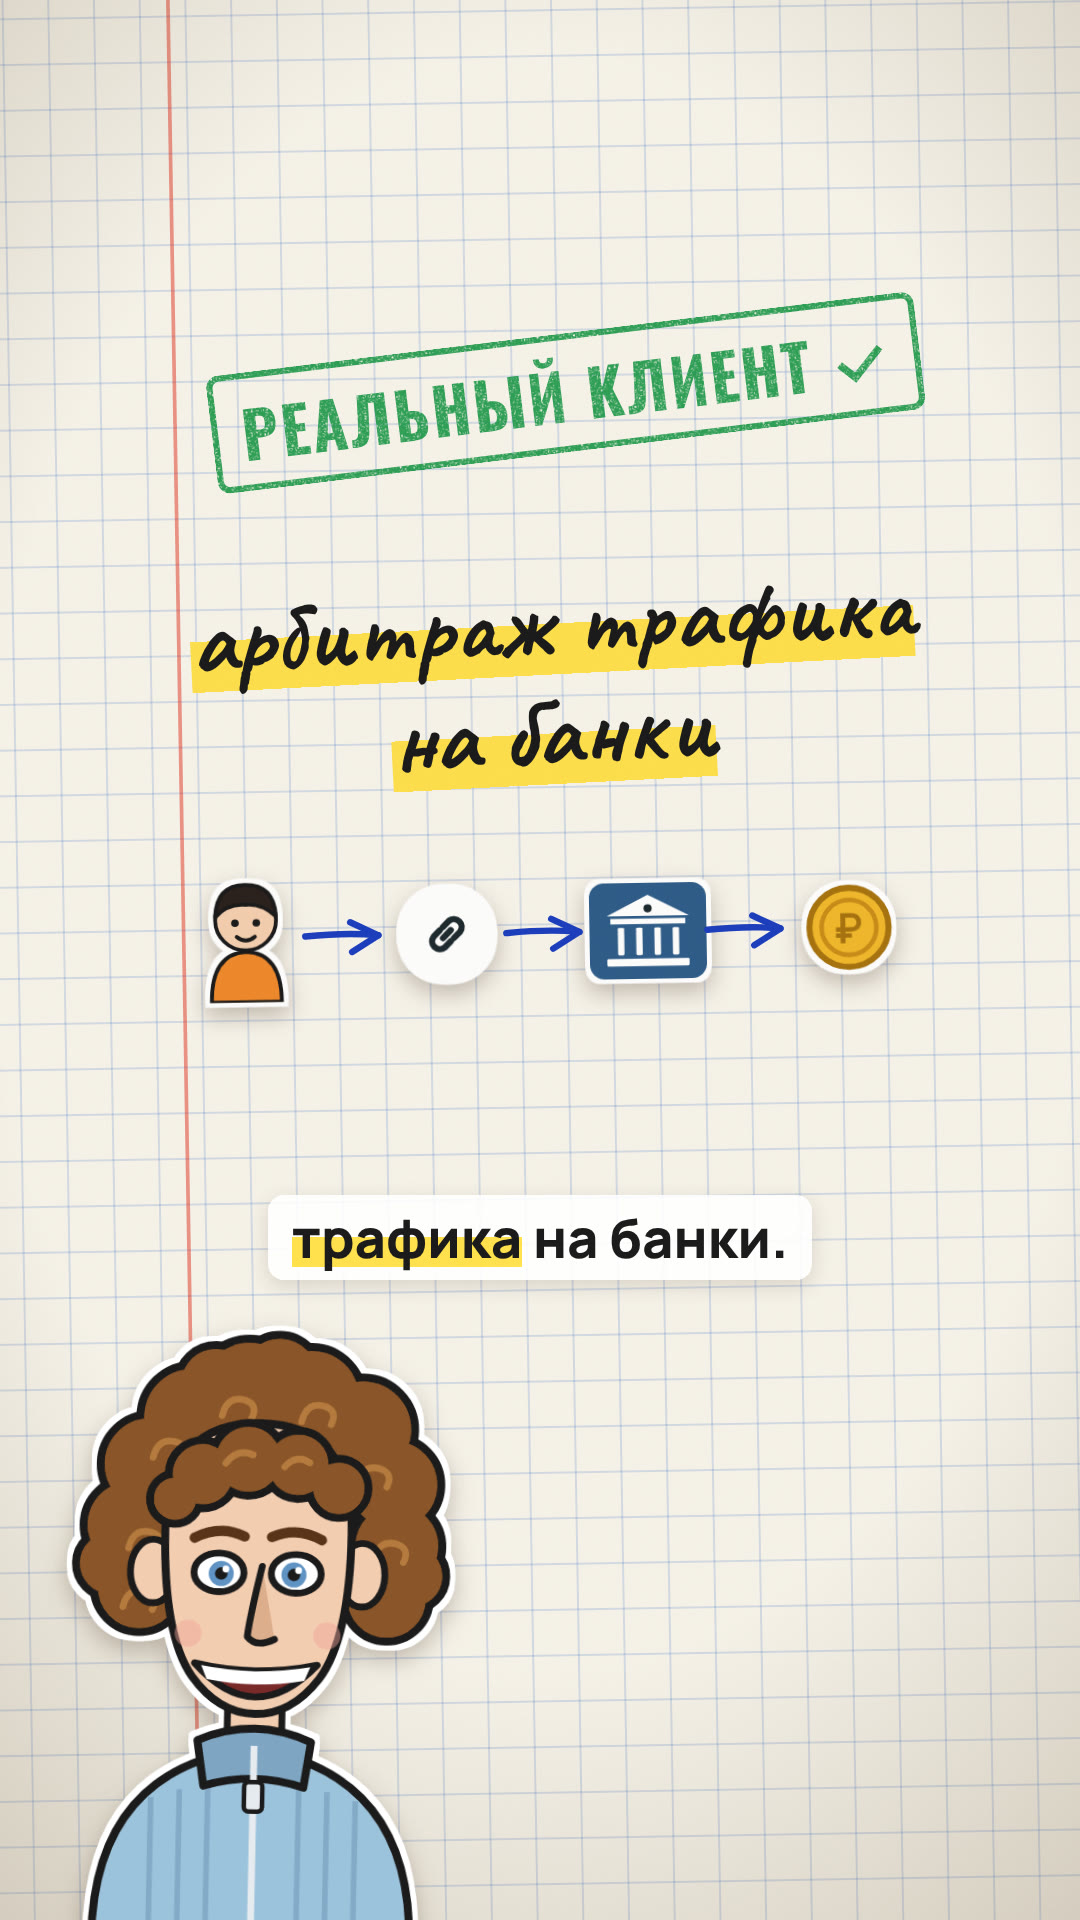 РЕАЛЬНЫЙ КЛИЕНТ ✓
арбитраж трафика
на банки
₽
трафика на банки.